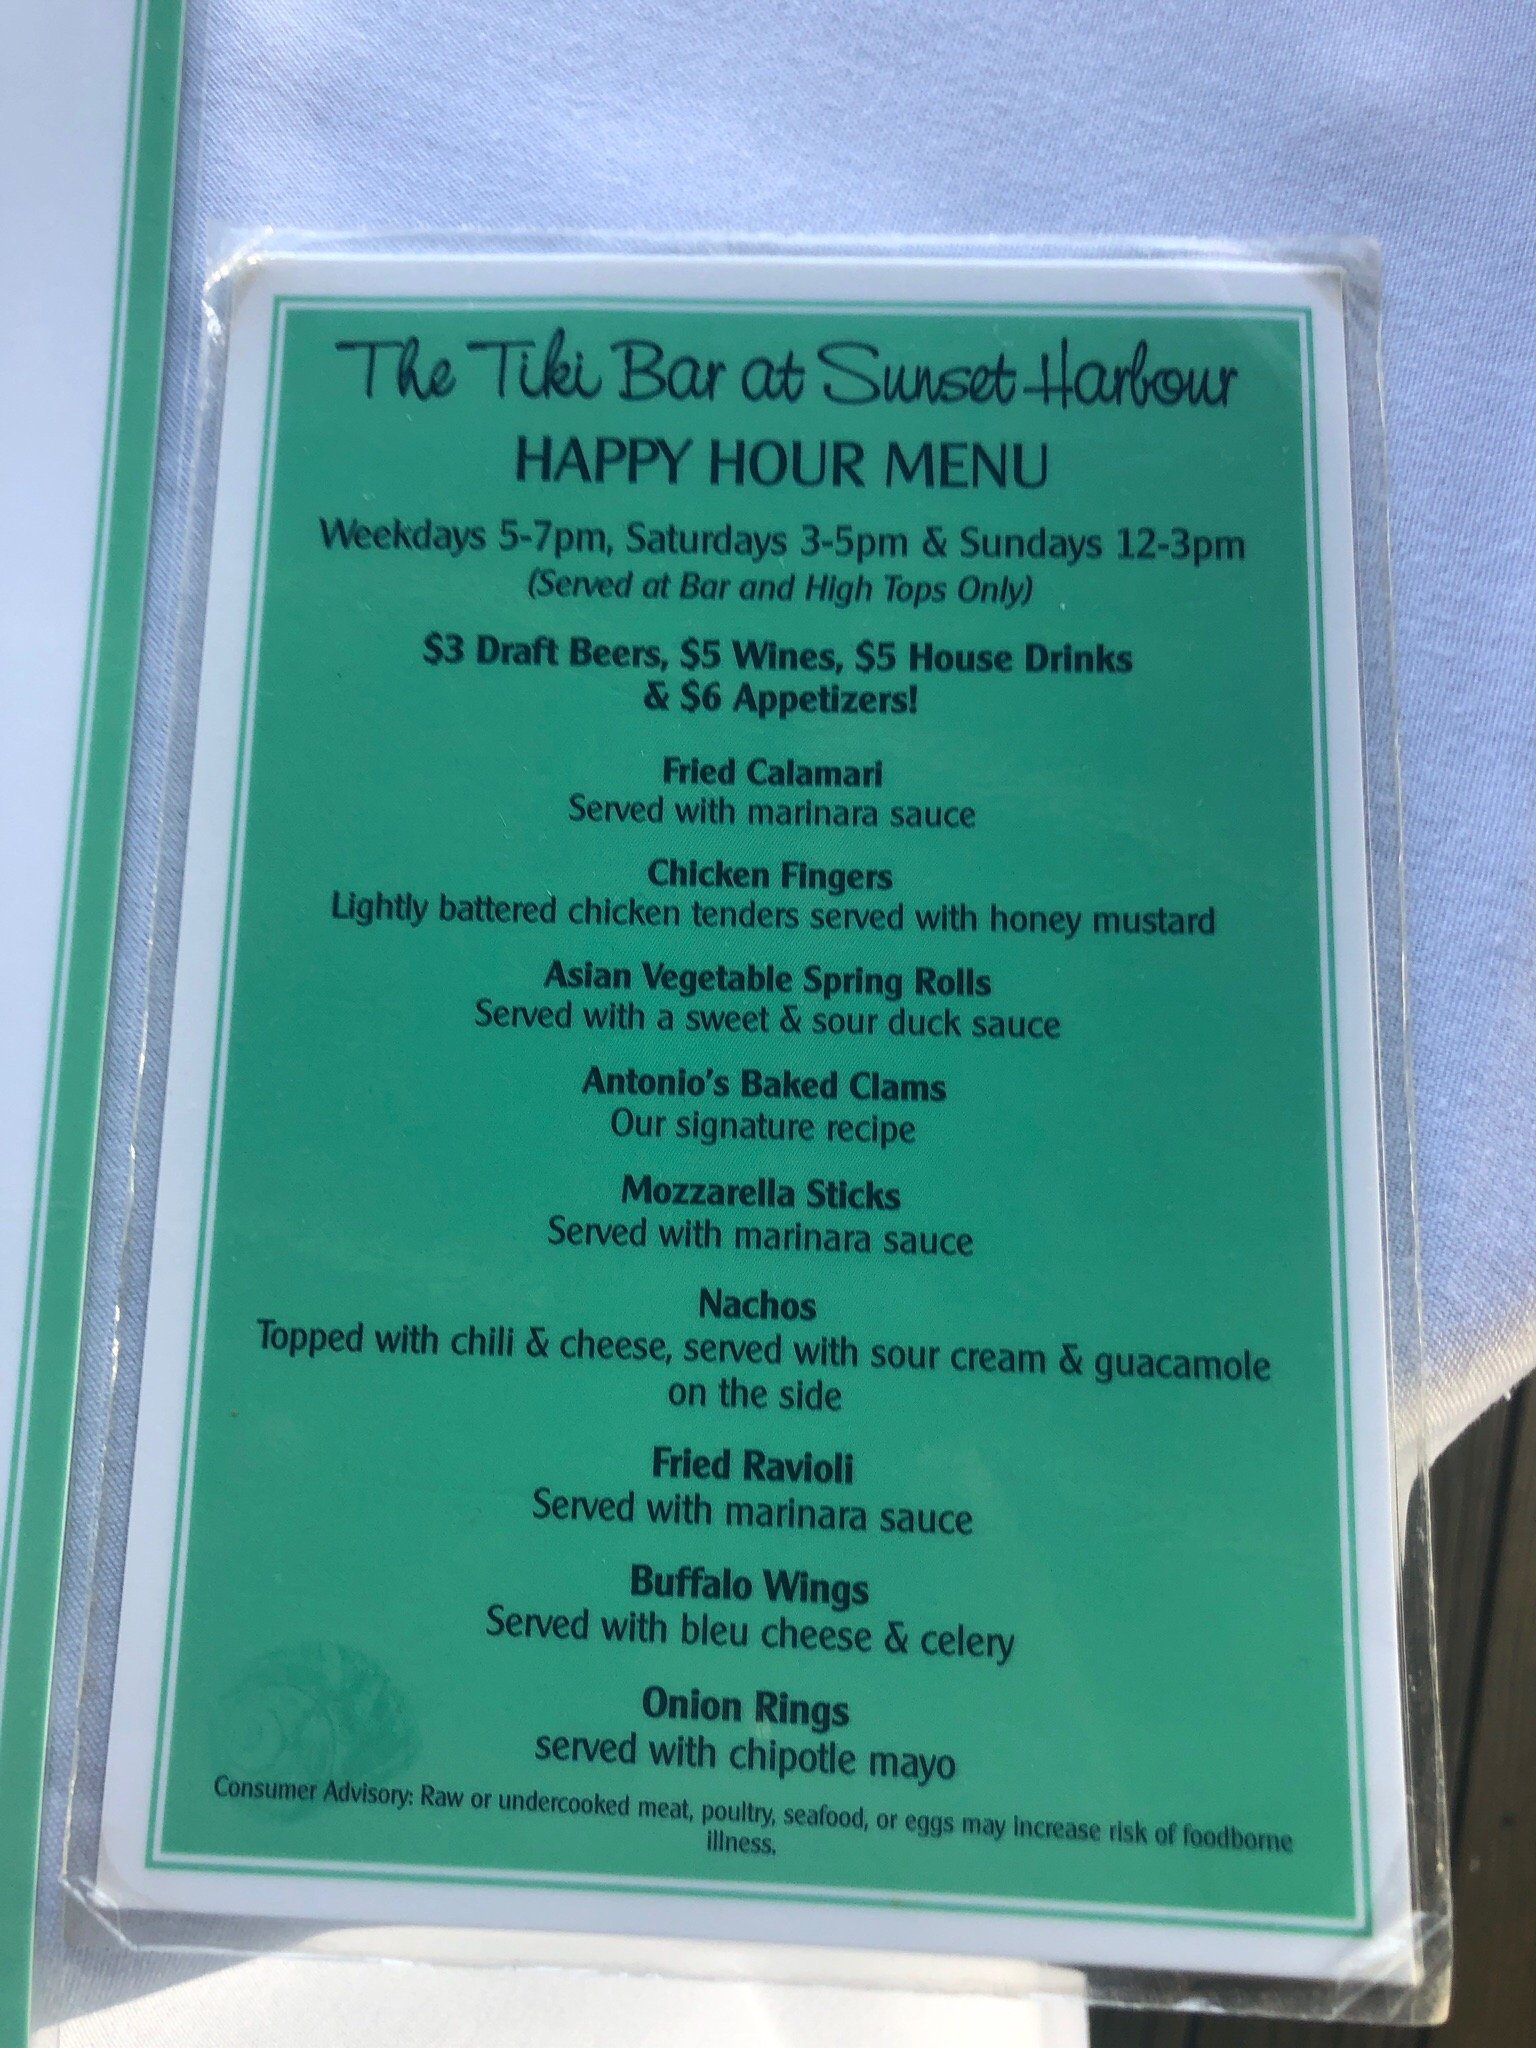 The Tiki Bar at Sunset Harbour
HAPPY HOUR MENU
Weekdays 5-7pm, Saturdays 3-5pm & Sundays 12-3pm
(Served at Bar and High Tops Only)
$3 Draft Beers, $5 Wines, $5 House Drinks
& $6 Appetizers!
Fried Calamari
Served with marinara sauce
Chicken Fingers
Lightly battered chicken tenders served with honey mustard
Asian Vegetable Spring Rolls
Served with a sweet & sour duck sauce
Antonio's Baked Clams
Our signature recipe
Mozzarella Sticks
Served with marinara sauce
Nachos
Topped with chili & cheese, served with sour cream & guacamole
on the side
Fried Ravioli
Served with marinara sauce
Buffalo Wings
Served with bleu cheese & celery
Onion Rings
served with chipotle mayo
Consumer Advisory: Raw or undercooked meat, poultry, seafood, or eggs may increase risk of foodborne
illness.